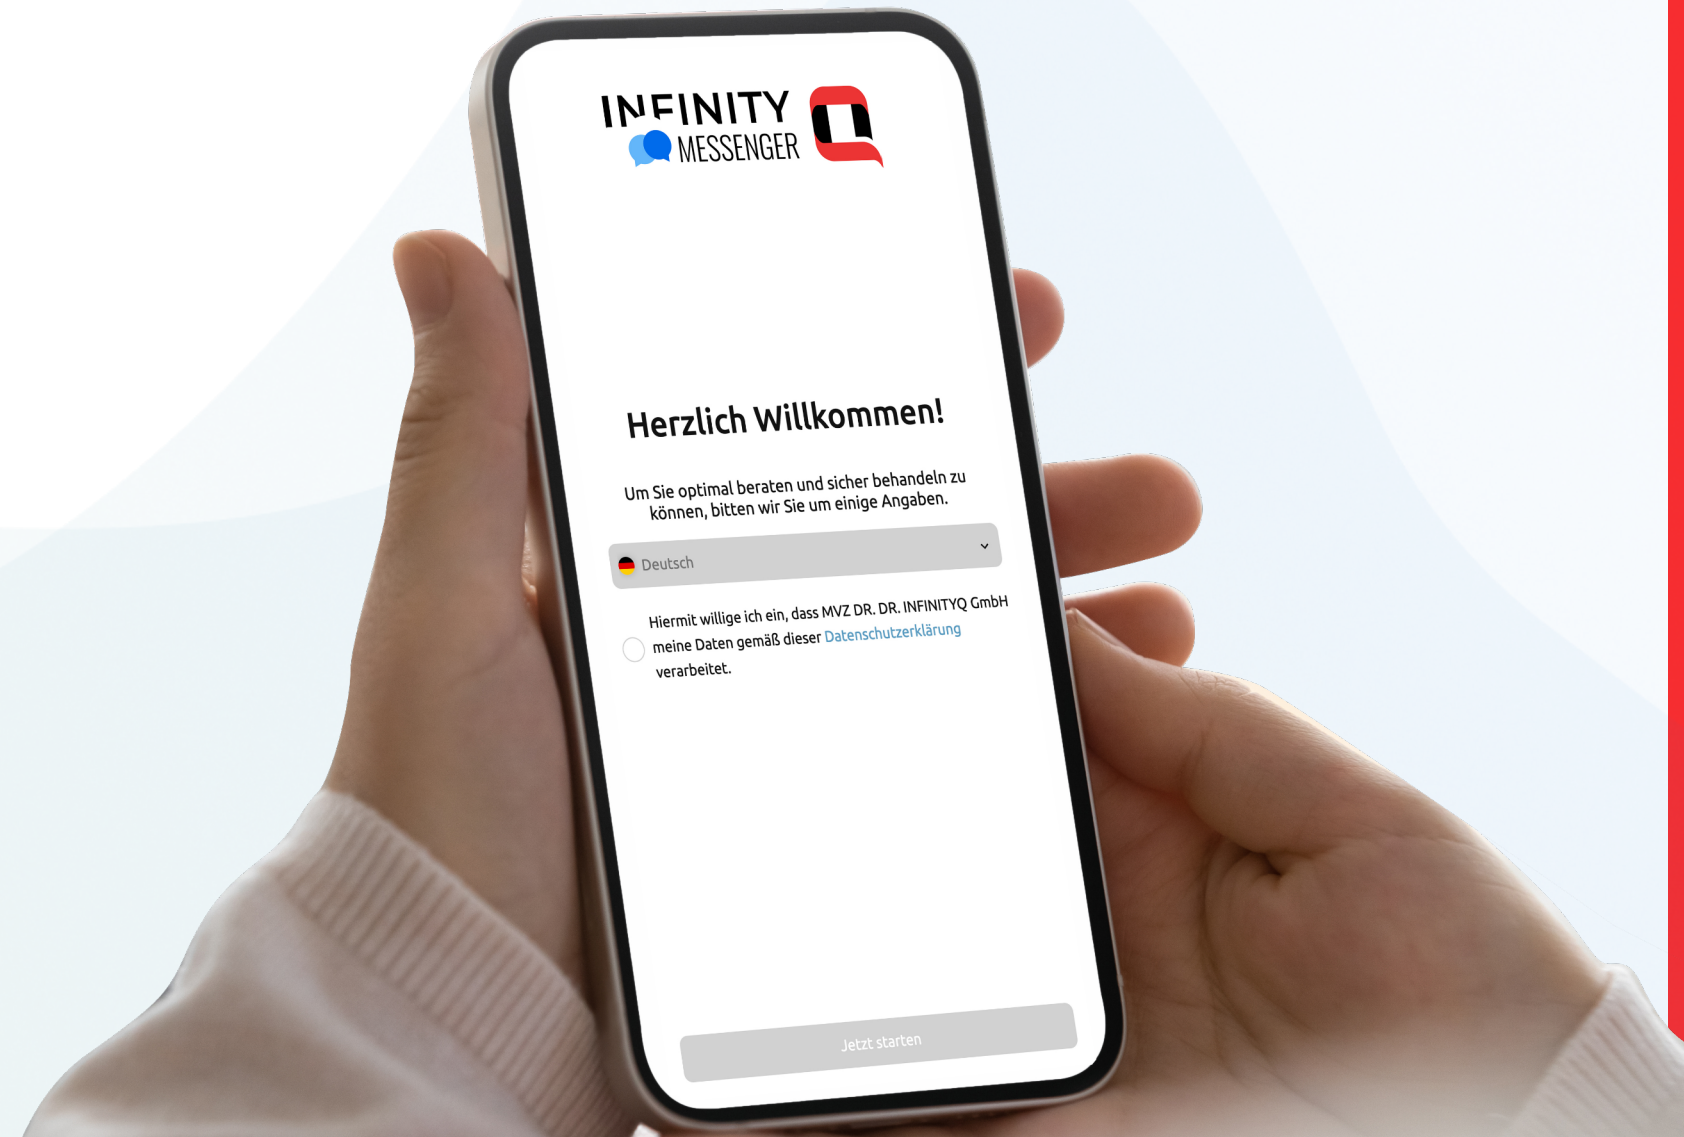 INFINITY
MESSENGER
Herzlich Willkommen!
Um Sie optimal beraten und sicher behandeln zu
können, bitten wir Sie um einige Angaben.
Deutsch
Hiermit willige ich ein, dass MVZ DR. DR. INFINITYQ GmbH
meine Daten gemäß dieser Datenschutzerklärung
verarbeitet.
Jetzt starten